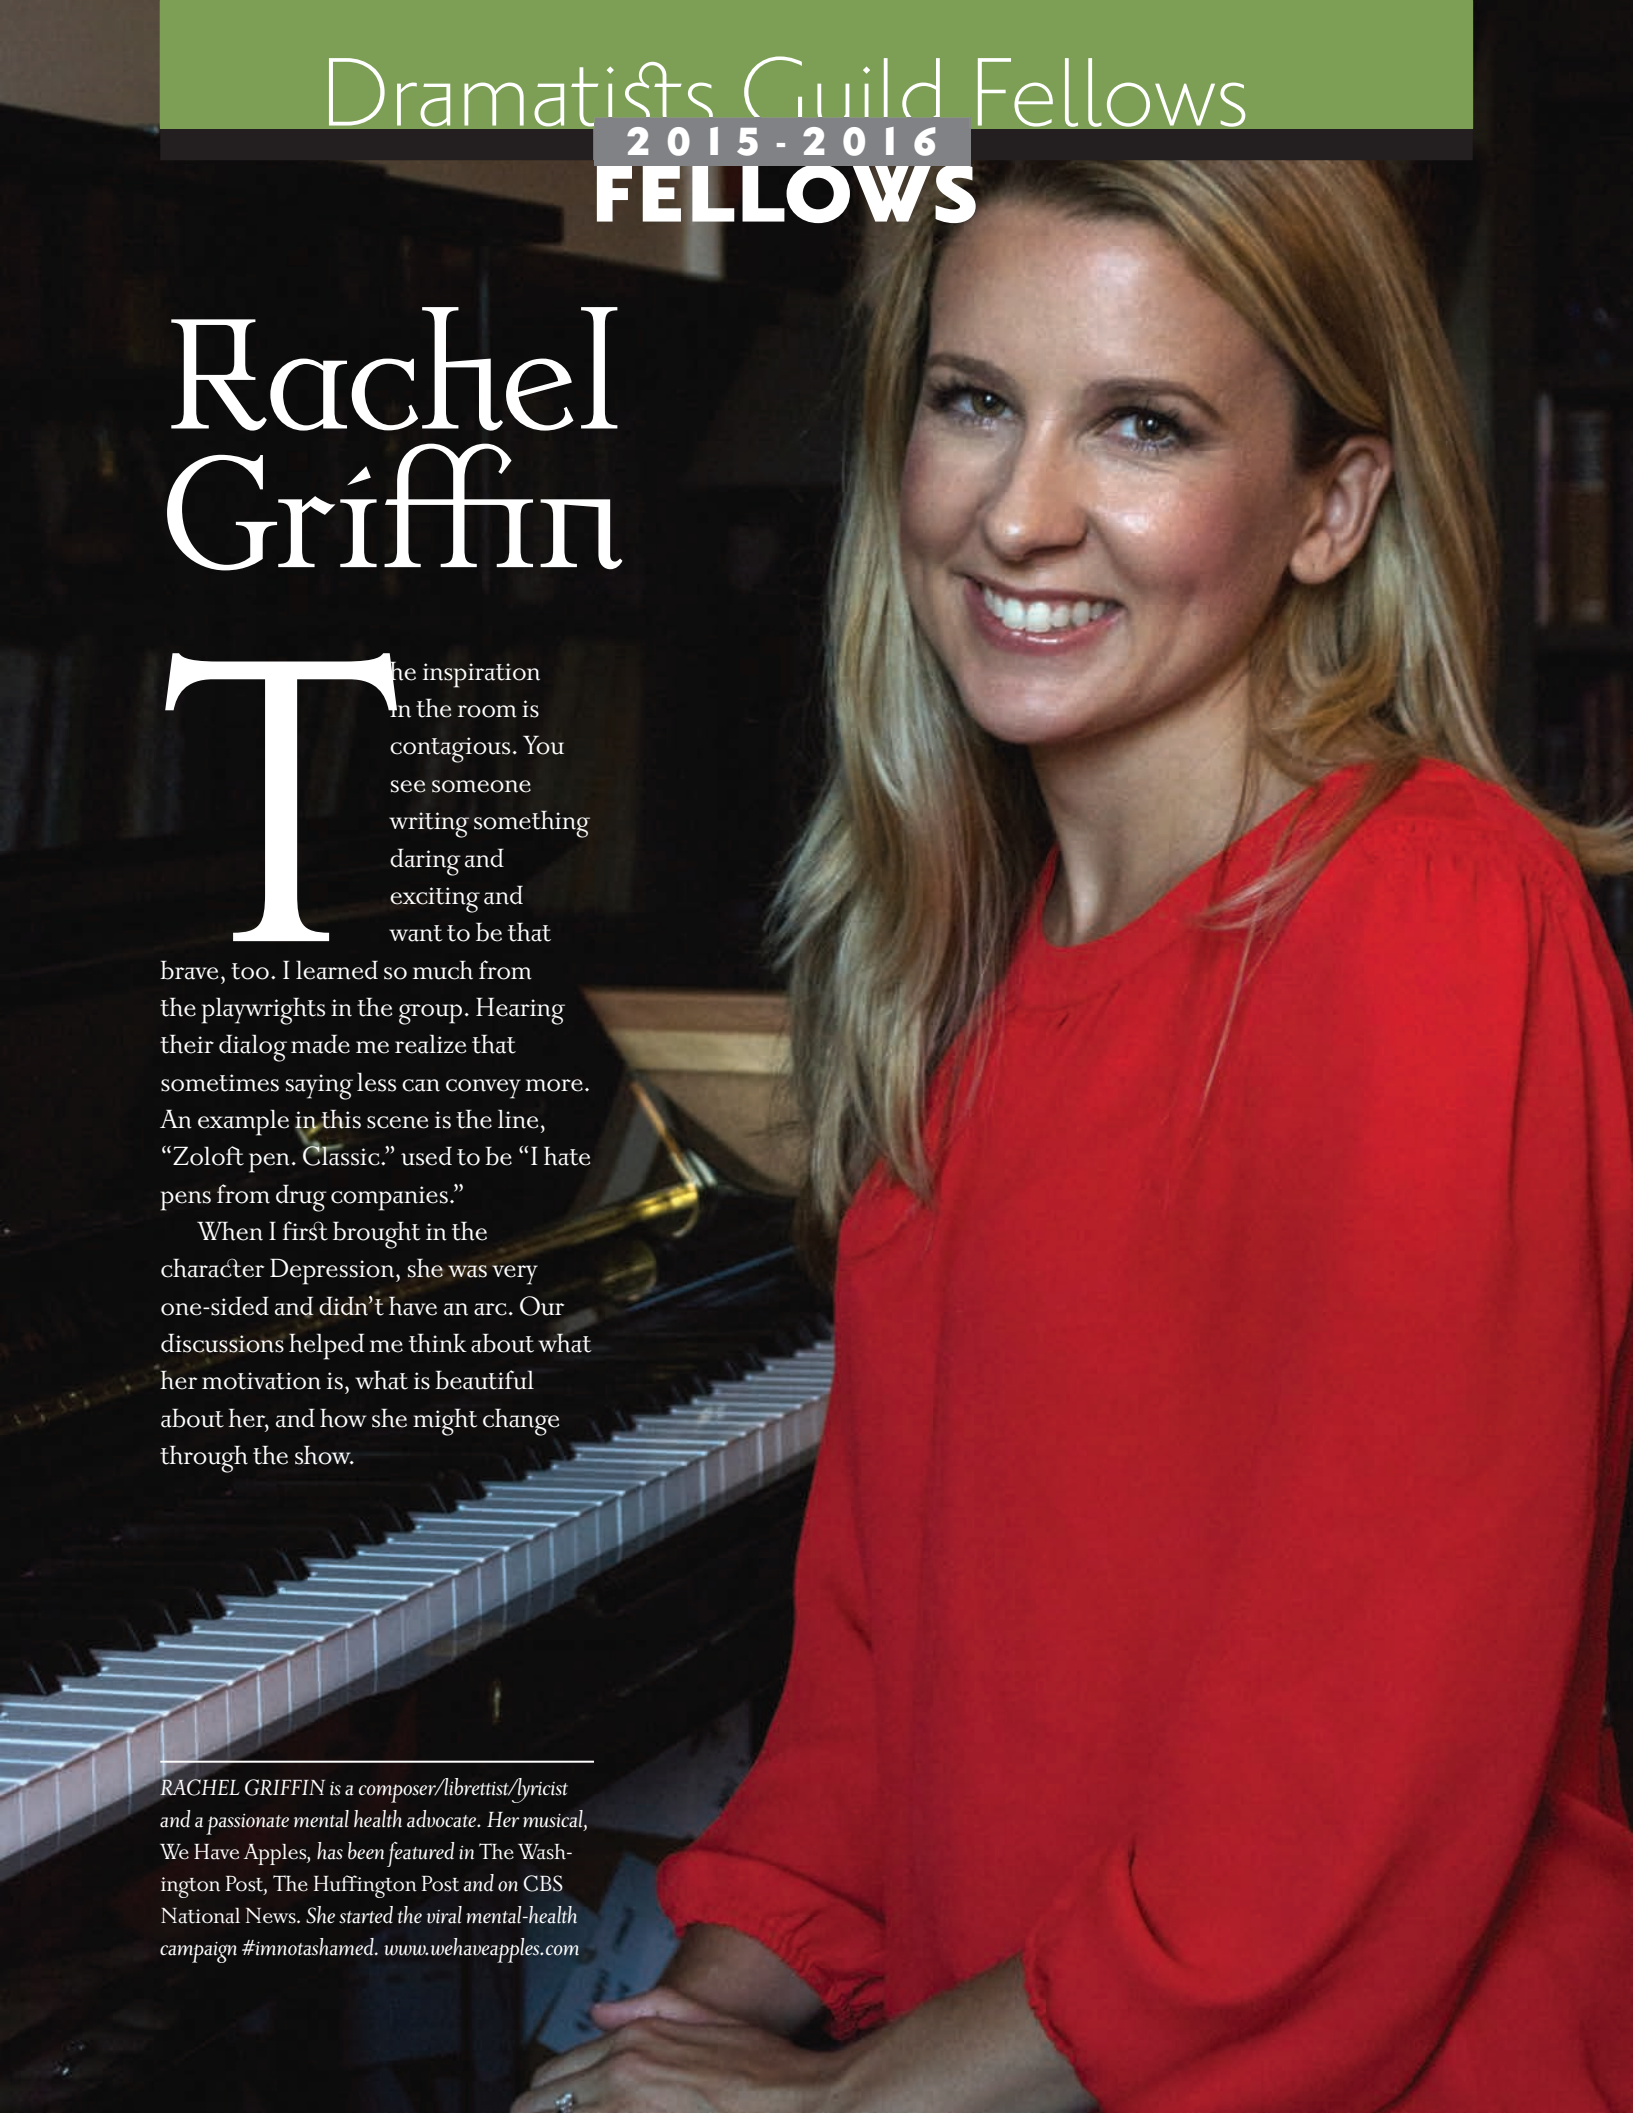 Dramatists Guild Fellows
2015-2016
FELLOWS
Rachel
Griffin
The inspiration
in the room is
contagious. You
see someone
writing something
daring and
exciting and
want to be that
brave, too. I learned so much from
the playwrights in the group. Hearing
their dialog made me realize that
sometimes saying less can convey more.
An example in this scene is the line,
“Zoloft pen. Classic.” used to be “I hate
pens from drug companies.”
When I first brought in the
character Depression, she was very
one-sided and didn’t have an arc. Our
discussions helped me think about what
her motivation is, what is beautiful
about her, and how she might change
through the show.
RACHEL GRIFFIN is a composer/librettist/lyricist
and a passionate mental health advocate. Her musical,
We Have Apples, has been featured in The Wash-
ington Post, The Huffington Post and on CBS
National News. She started the viral mental-health
campaign #imnotashamed. www.wehaveapples.com